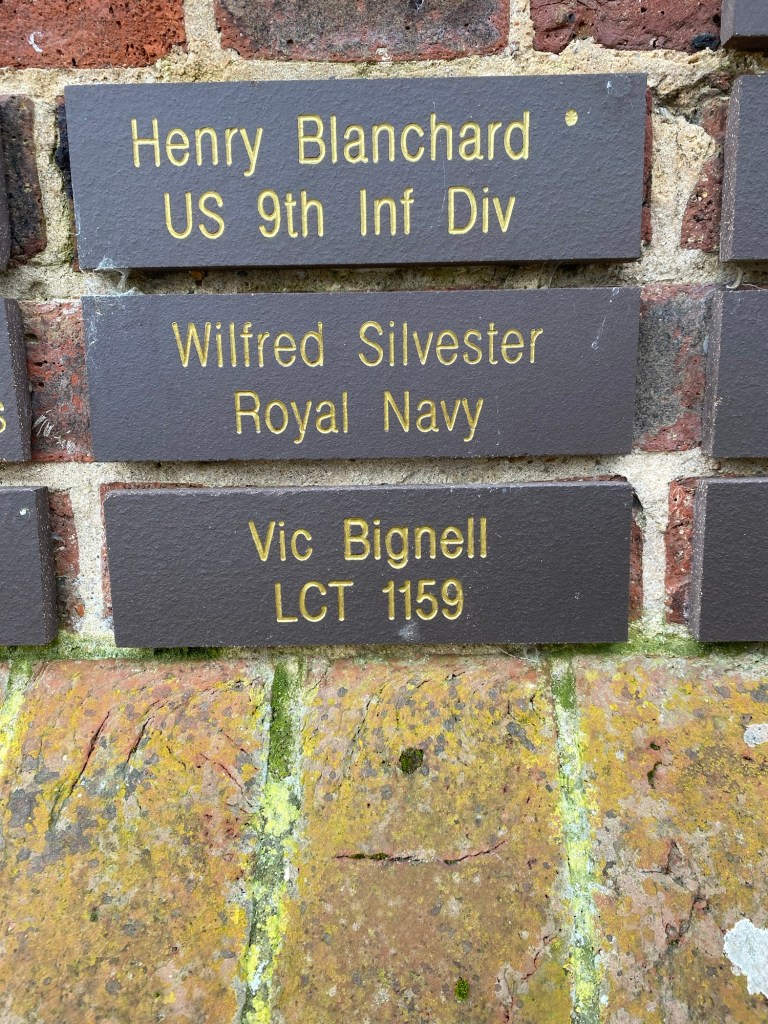 Henry Blanchard *
US 9th Inf Div
Wilfred Silvester
Royal Navy
Vic Bignell
LCT 1159
s